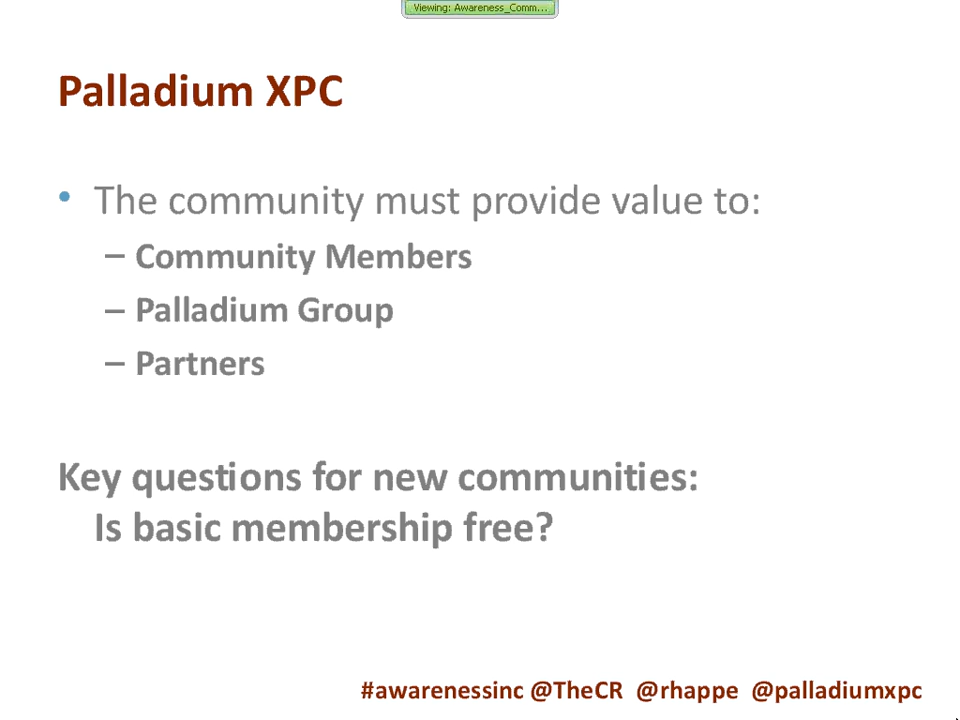 Viewing: Awareness_Comm...
Palladium XPC
• The community must provide value to:
– Community Members
– Palladium Group
– Partners
Key questions for new communities:
Is basic membership free?
#awarenessinc @TheCR @rhappe @palladiumxpc